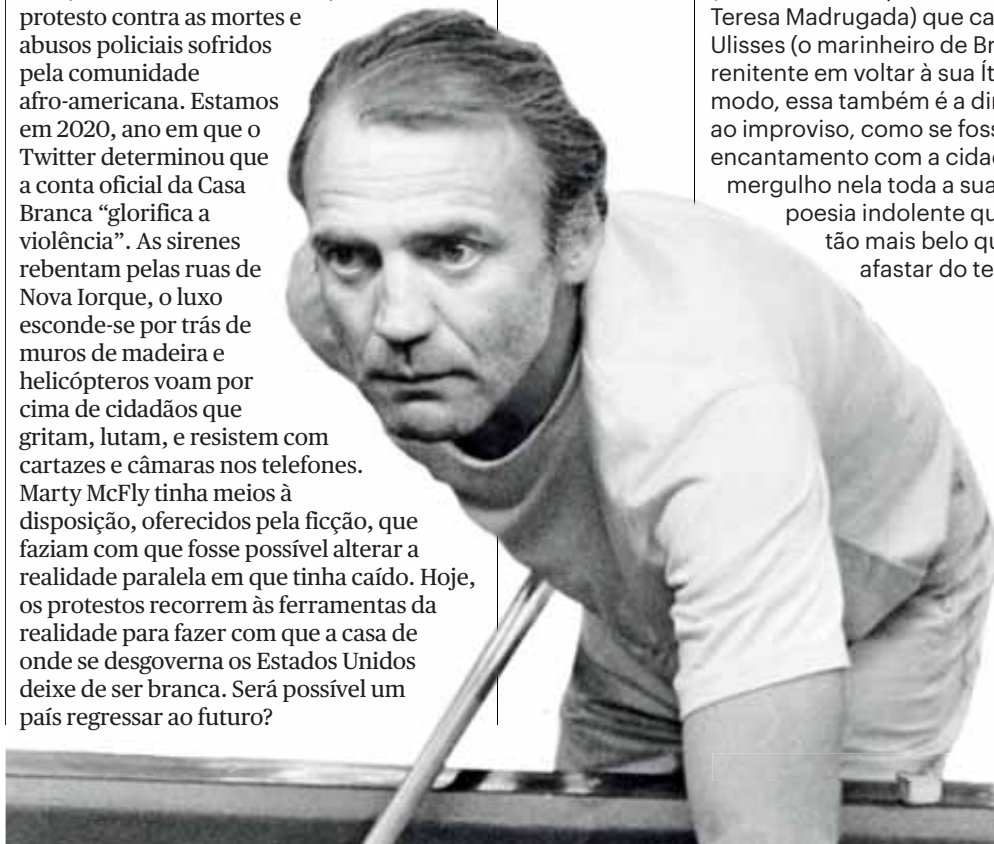 protesto contra as mortes e
abusos policiais sofridos
pela comunidade
afro-americana. Estamos
em 2020, ano em que o
Twitter determinou que
a conta oficial da Casa
Branca “glorifica a
violência”. As sirenes
rebentam pelas ruas de
Nova Iorque, o luxo
esconde-se por trás de
muros de madeira e
helicópteros voam por
cima de cidadãos que
gritam, lutam, e resistem com
cartazes e câmaras nos telefones.
Marty McFly tinha meios à
disposição, oferecidos pela ficção, que
faziam com que fosse possível alterar a
realidade paralela em que tinha caído. Hoje,
os protestos recorrem às ferramentas da
realidade para fazer com que a casa de
onde se desgoverna os Estados Unidos
deixe de ser branca. Será possível um
país regressar ao futuro?
Teresa Madrugada) que ca
Ulisses (o marinheiro de Br
renitente em voltar à sua Ít
modo, essa também é a dir
ao improviso, como se foss
encantamento com a cidad
mergulho nela toda a sua
poesia indolente qu
tão mais belo qu
afastar do te